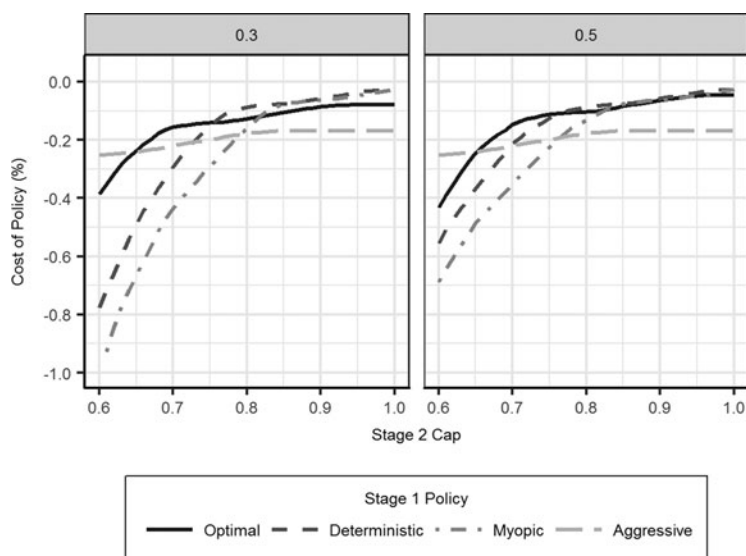 0.3 0.5
0.0
-0.2
-0.4
-0.6
-0.8
-1.0
Cost of Policy (%)
0.6 0.7 0.8 0.9 1.0 0.6 0.7 0.8 0.9 1.0
Stage 2 Cap
Stage 1 Policy
Optimal Deterministic Myopic Aggressive